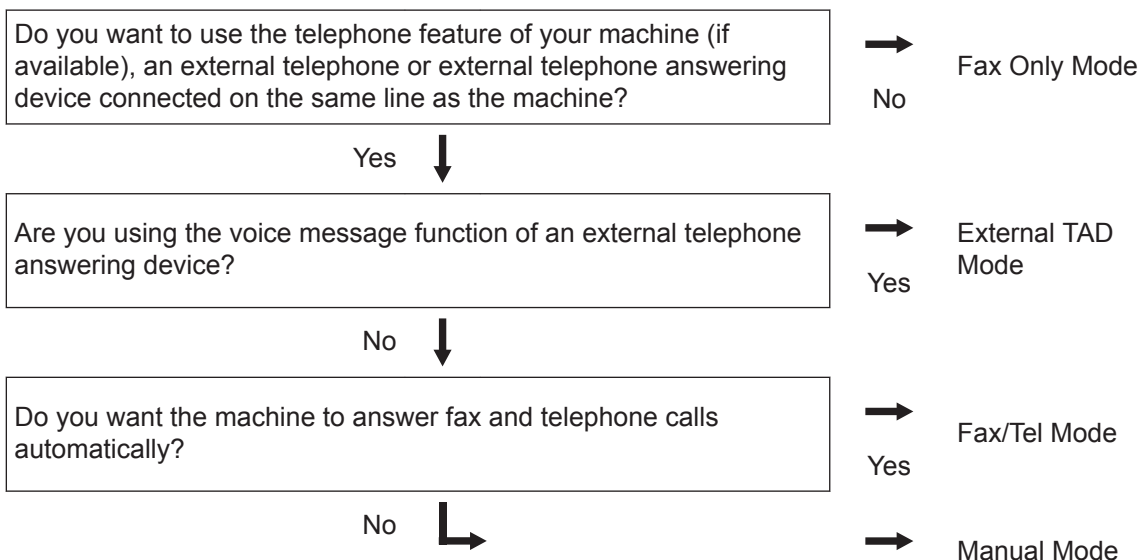 Do you want to use the telephone feature of your machine (if
available), an external telephone or external telephone answering
device connected on the same line as the machine?
No
Fax Only Mode
Yes
Are you using the voice message function of an external telephone
answering device?
Yes
External TAD
Mode
No
Do you want the machine to answer fax and telephone calls
automatically?
Yes
Fax/Tel Mode
No
Manual Mode